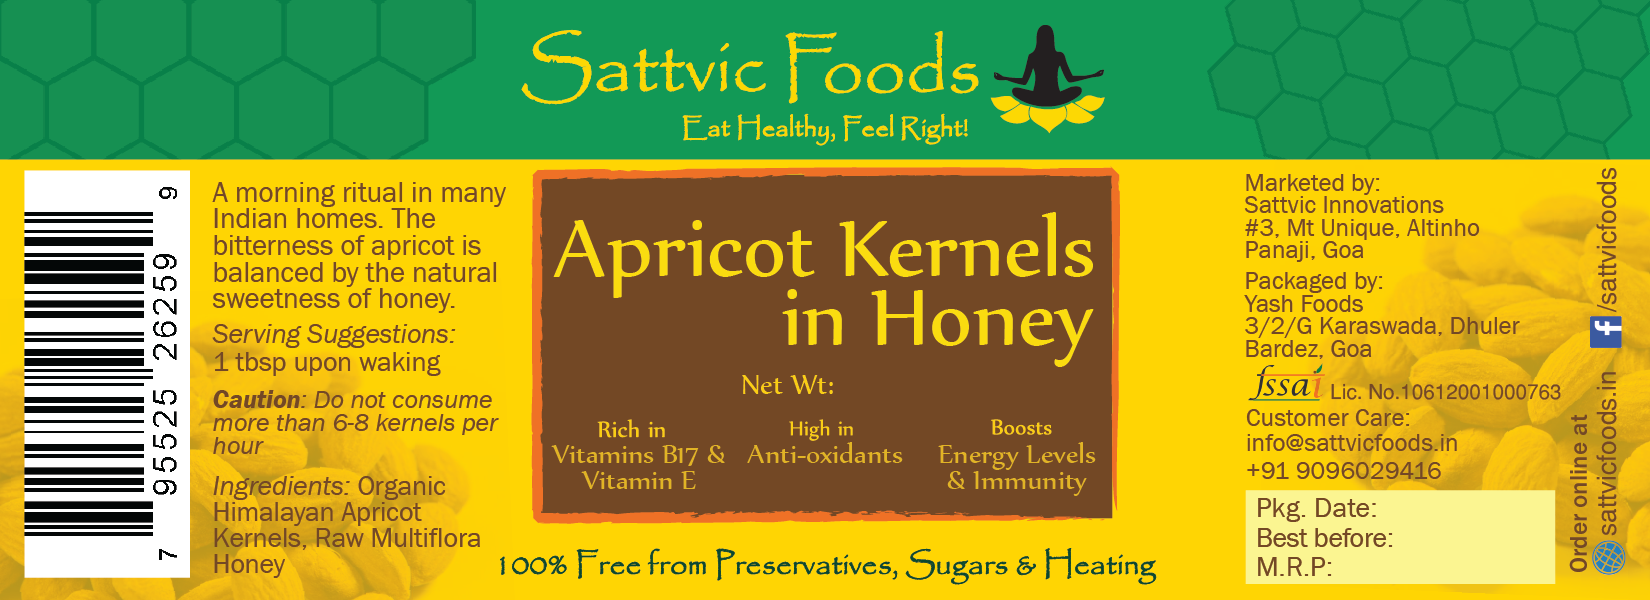 Sattvic Foods
Eat Healthy, Feel Right!
7 95525 26259 9
A morning ritual in many
Indian homes. The
bitterness of apricot is
balanced by the natural
sweetness of honey.
Serving Suggestions:
1 tbsp upon waking
Caution: Do not consume
more than 6-8 kernels per
hour
Ingredients: Organic
Himalayan Apricot
Kernels, Raw Multiflora
Honey
Apricot Kernels
in Honey
Net Wt:
Rich in
Vitamins B17 &
Vitamin E
High in
Anti-oxidants
Boosts
Energy Levels
& Immunity
100% Free from Preservatives, Sugars & Heating
Marketed by:
Sattvic Innovations
#3, Mt Unique, Altinho
Panaji, Goa
Packaged by:
Yash Foods
3/2/G Karaswada, Dhuler
Bardez, Goa
fssai Lic. No.10612001000763
Customer Care:
info@sattvicfoods.in
+91 9096029416
Pkg. Date:
Best before:
M.R.P:
Order online at
sattvicfoods.in
f /sattvicfoods